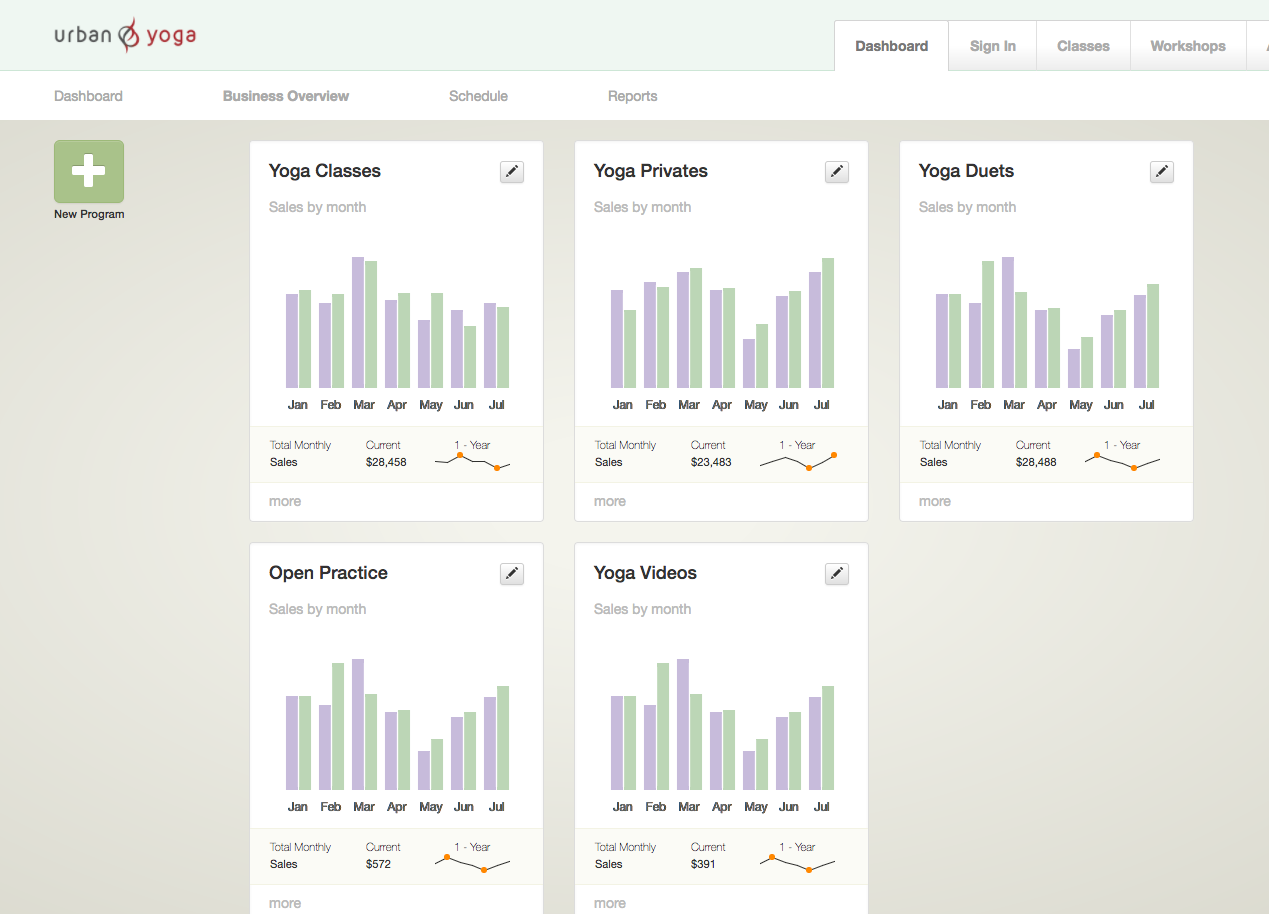 urban yoga
Dashboard Sign In Classes Workshops
Dashboard Business Overview Schedule Reports
New Program
Yoga Classes
Sales by month
Jan Feb Mar Apr May Jun Jul
Total Monthly Current 1 - Year
Sales $28,458
more
Yoga Privates
Sales by month
Jan Feb Mar Apr May Jun Jul
Total Monthly Current 1 - Year
Sales $23,483
more
Yoga Duets
Sales by month
Jan Feb Mar Apr May Jun Jul
Total Monthly Current 1 - Year
Sales $28,488
more
Open Practice
Sales by month
Jan Feb Mar Apr May Jun Jul
Total Monthly Current 1 - Year
Sales $572
more
Yoga Videos
Sales by month
Jan Feb Mar Apr May Jun Jul
Total Monthly Current 1 - Year
Sales $391
more